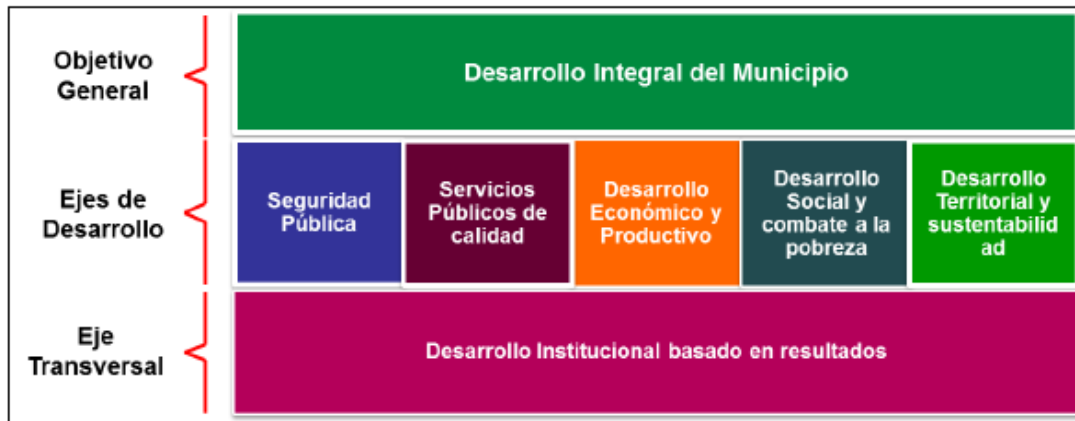 Objetivo
General
Desarrollo Integral del Municipio
Ejes de
Desarrollo
Seguridad
Pública
Servicios
Públicos de
calidad
Desarrollo
Económico y
Productivo
Desarrollo
Social y
combate a la
pobreza
Desarrollo
Territorial y
sustentabilid
ad
Eje
Transversal
Desarrollo Institucional basado en resultados